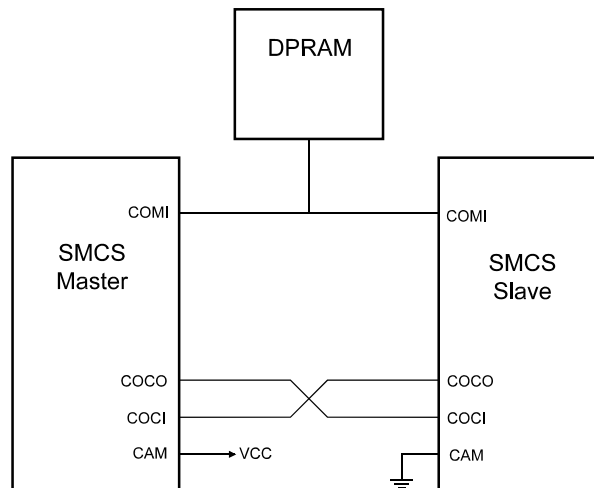 DPRAM
COMI
COMI
SMCS
Master
SMCS
Slave
COCO
COCO
COCI
COCI
CAM
VCC
CAM